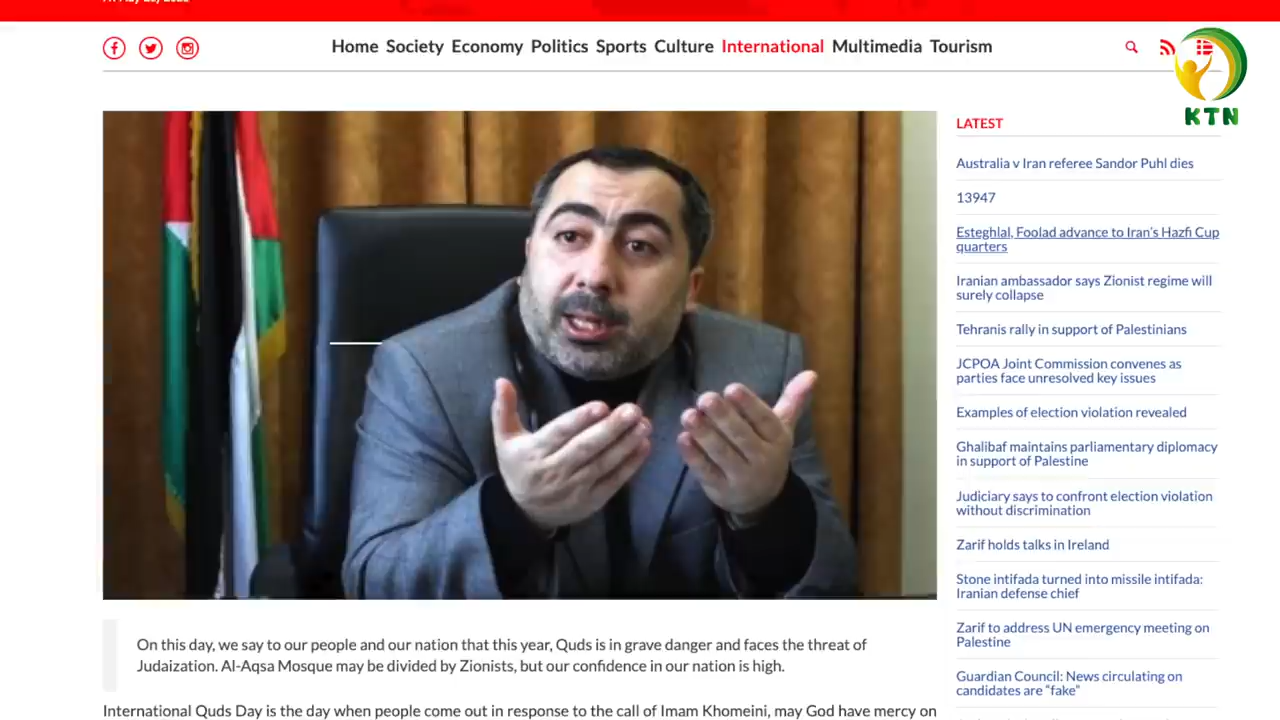 Home Society Economy Politics Sports Culture International Multimedia Tourism
KTN
LATEST
Australia v Iran referee Sandor Puhl dies
13947
Esteghlal, Foolad advance to Iran's Hazfi Cup
quarters
Iranian ambassador says Zionist regime will
surely collapse
Tehranis rally in support of Palestinians
JCPOA Joint Commission convenes as
parties face unresolved key issues
Examples of election violation revealed
Ghalibaf maintains parliamentary diplomacy
in support of Palestine
Judiciary says to confront election violation
without discrimination
Zarif holds talks in Ireland
Stone intifada turned into missile intifada:
Iranian defense chief
Zarif to address UN emergency meeting on
Palestine
Guardian Council: News circulating on
candidates are “fake”
On this day, we say to our people and our nation that this year, Quds is in grave danger and faces the threat of
Judaization. Al-Aqsa Mosque may be divided by Zionists, but our confidence in our nation is high.
International Quds Day is the day when people come out in response to the call of Imam Khomeini, may God have mercy on